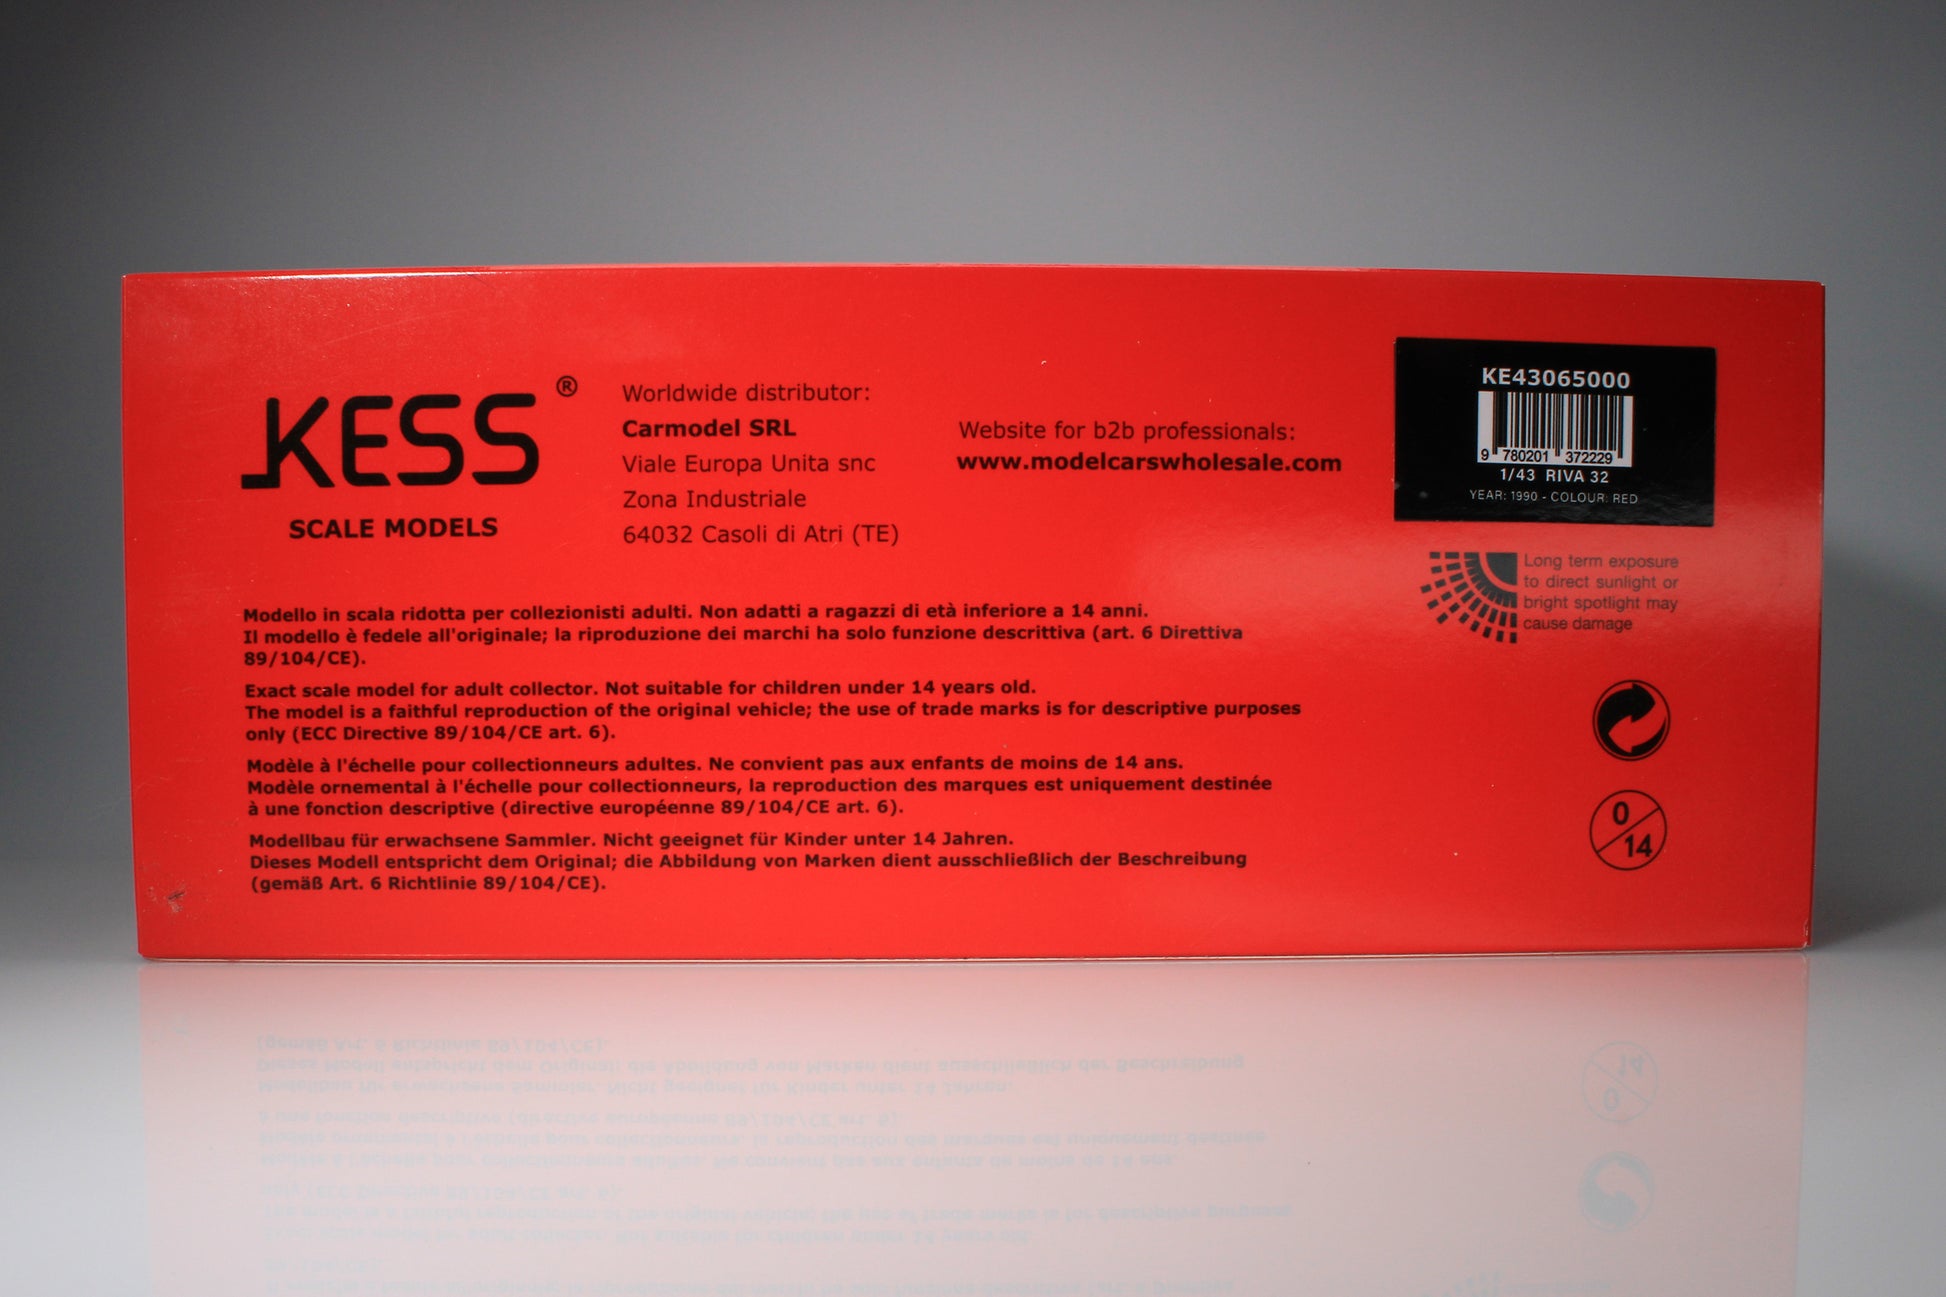 KESS ®
SCALE MODELS
Worldwide distributor:
Carmodel SRL
Viale Europa Unita snc
Zona Industriale
64032 Casoli di Atri (TE)
Website for b2b professionals:
www.modelcarswholesale.com
KE43065000
9 780201 372229
1/43 RIVA 32
YEAR: 1990 - COLOUR: RED
Long term exposure
to direct sunlight or
bright spotlight may
cause damage
Modello in scala ridotta per collezionisti adulti. Non adatti a ragazzi di età inferiore a 14 anni.
Il modello è fedele all'originale; la riproduzione dei marchi ha solo funzione descrittiva (art. 6 Direttiva
89/104/CE).
Exact scale model for adult collector. Not suitable for children under 14 years old.
The model is a faithful reproduction of the original vehicle; the use of trade marks is for descriptive purposes
only (ECC Directive 89/104/CE art. 6).
Modèle à l'échelle pour collectionneurs adultes. Ne convient pas aux enfants de moins de 14 ans.
Modèle ornemental à l'échelle pour collectionneurs, la reproduction des marques est uniquement destinée
à une fonction descriptive (directive européenne 89/104/CE art. 6).
Modellbau für erwachsene Sammler. Nicht geeignet für Kinder unter 14 Jahren.
Dieses Modell entspricht dem Original; die Abbildung von Marken dient ausschließlich der Beschreibung
(gemäß Art. 6 Richtlinie 89/104/CE).
0
14